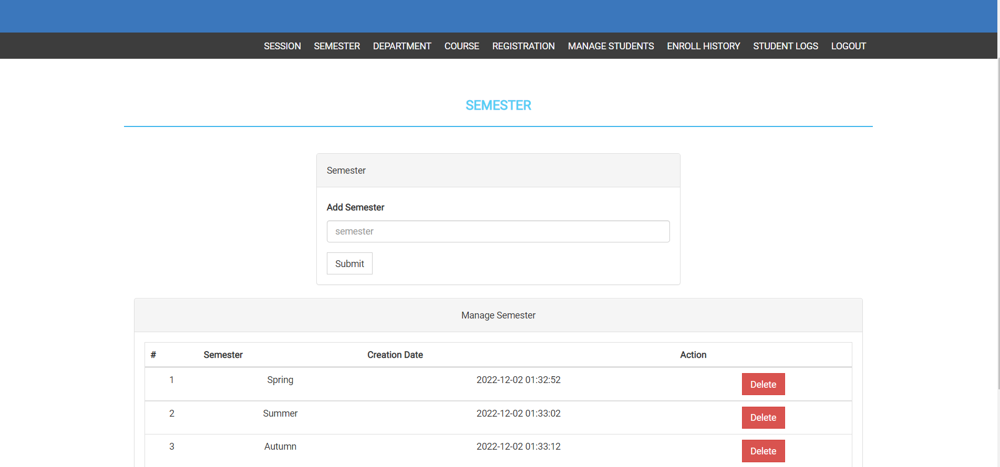 SESSION SEMESTER DEPARTMENT COURSE REGISTRATION MANAGE STUDENTS ENROLL HISTORY STUDENT LOGS LOGOUT
SEMESTER
Semester
Add Semester
semester
Submit
Manage Semester
# Semester Creation Date Action
1 Spring 2022-12-02 01:32:52 Delete
2 Summer 2022-12-02 01:33:02 Delete
3 Autumn 2022-12-02 01:33:12 Delete